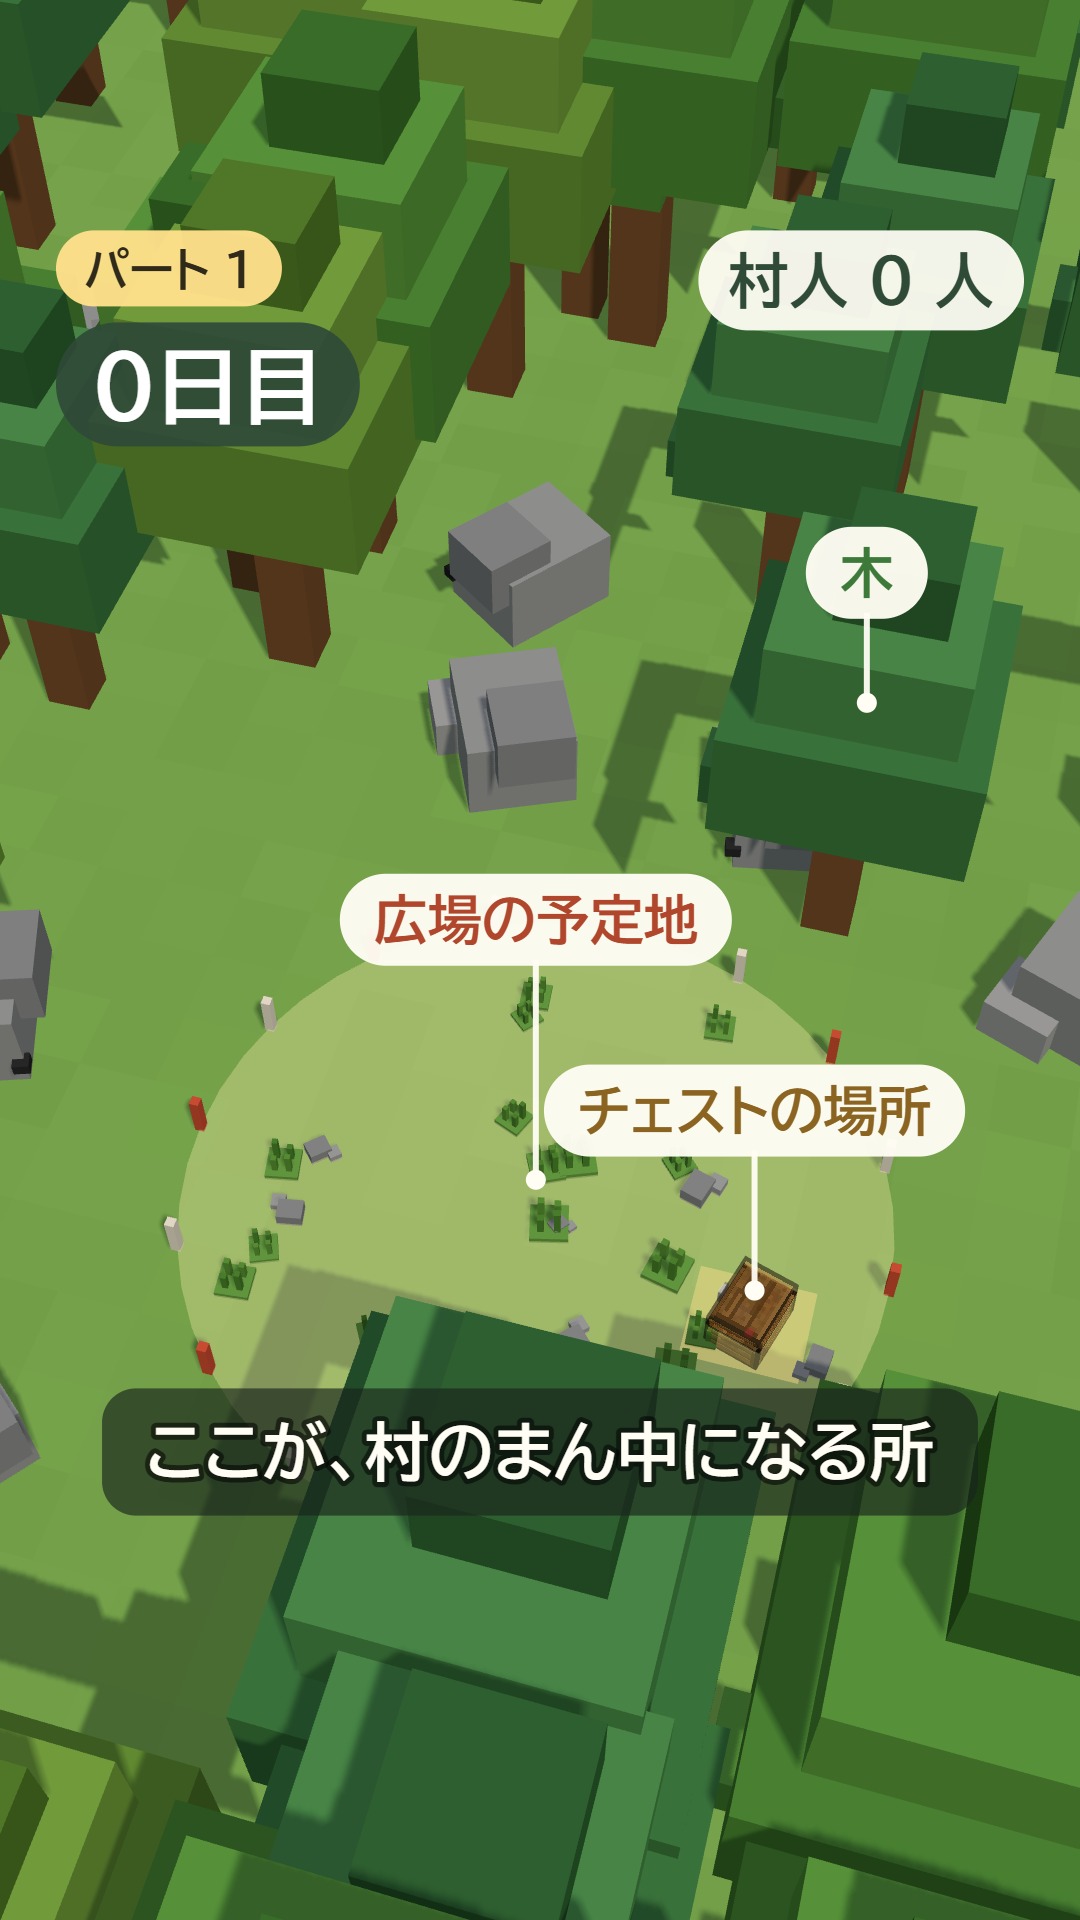 パート 1
0日目
村人 0 人
木
広場の予定地
チェストの場所
ここが、村のまん中になる所